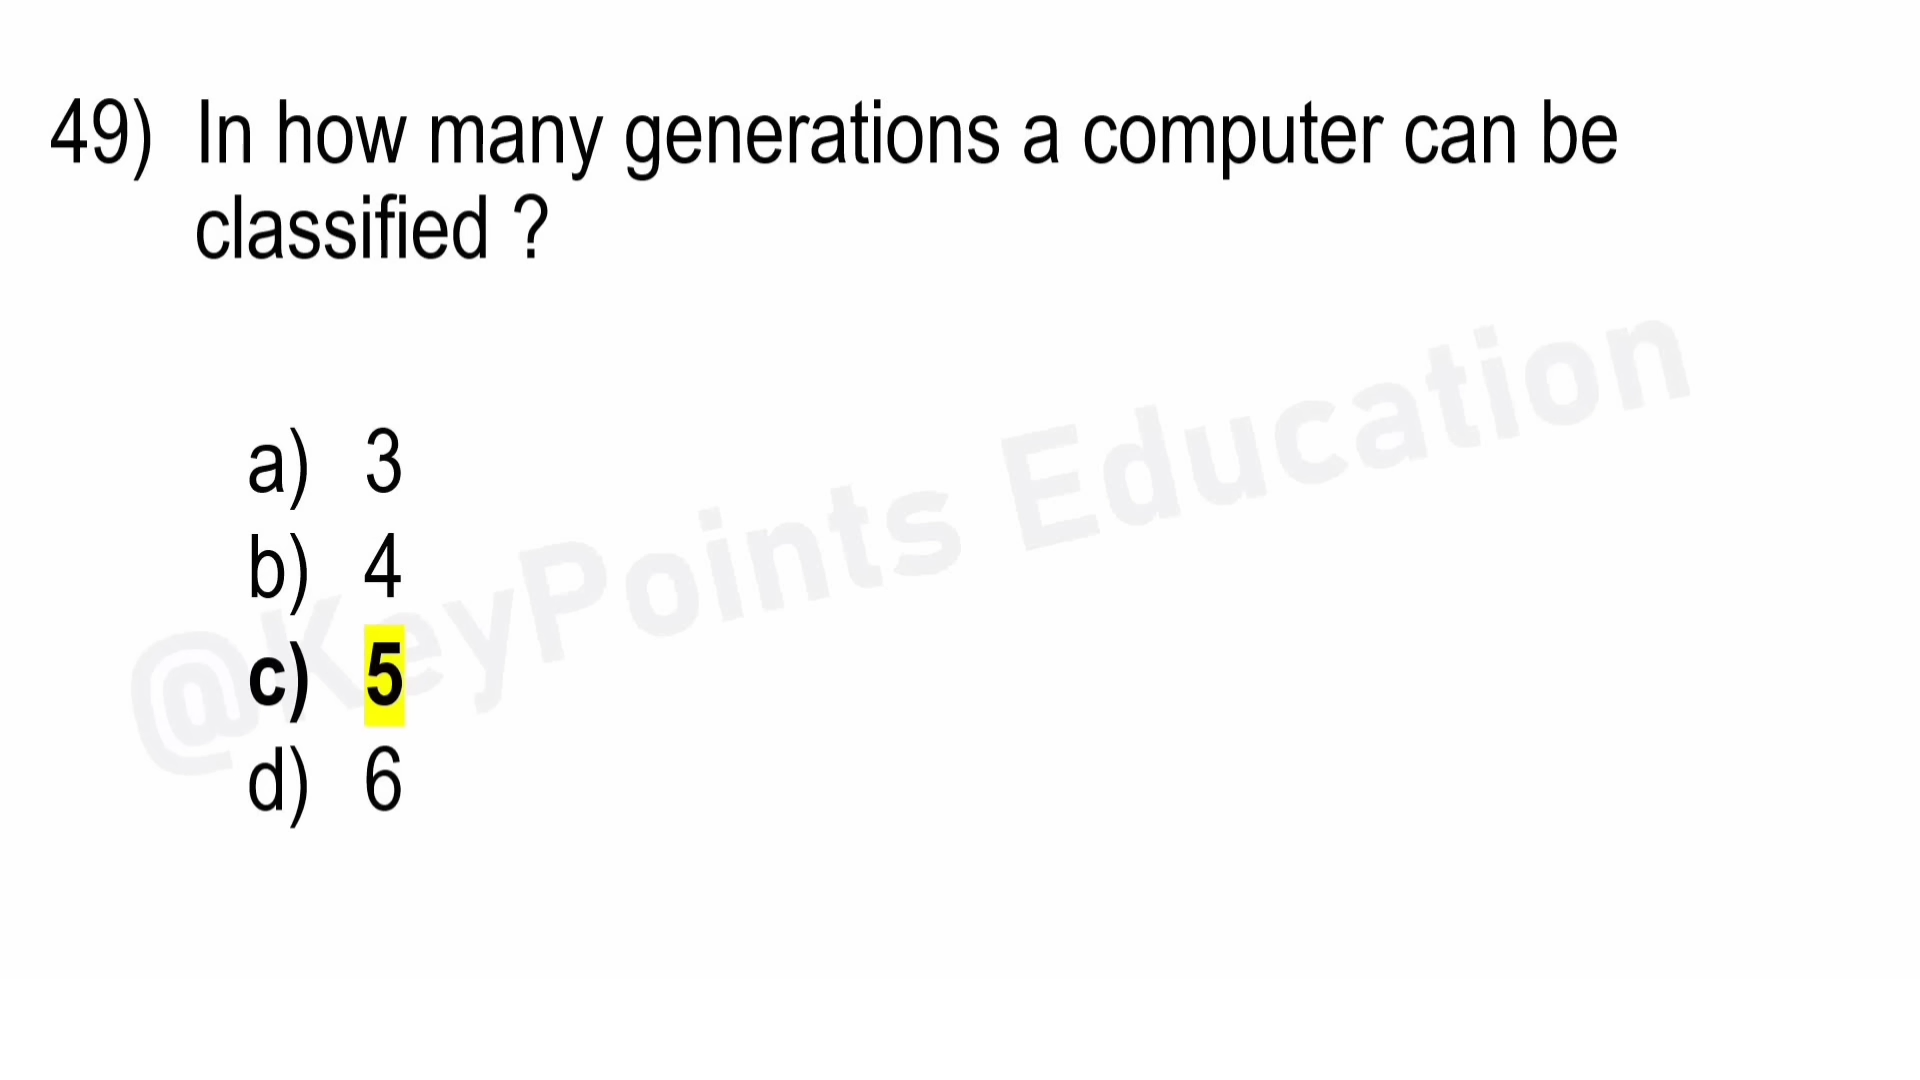 49) In how many generations a computer can be
classified ?
a) 3
b) 4
c) 5
d) 6
@KeyPoints Education